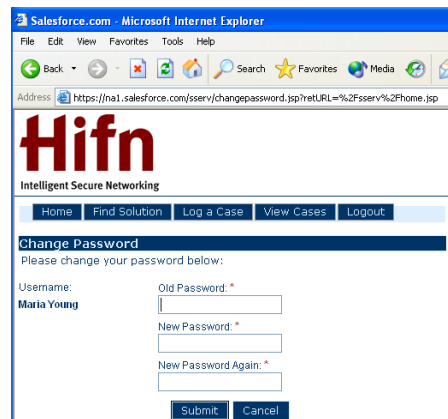 Salesforce.com - Microsoft Internet Explorer
File Edit View Favorites Tools Help
Back Search Favorites Media
Address https://na1.salesforce.com/sserv/changepassword.jsp?retURL=%2Fsserv%2Fhome.jsp
Hifn
Intelligent Secure Networking
Home Find Solution Log a Case View Cases Logout
Change Password
Please change your password below:
Username: Old Password: *
Maria Young
New Password: *
New Password Again: *
Submit Cancel